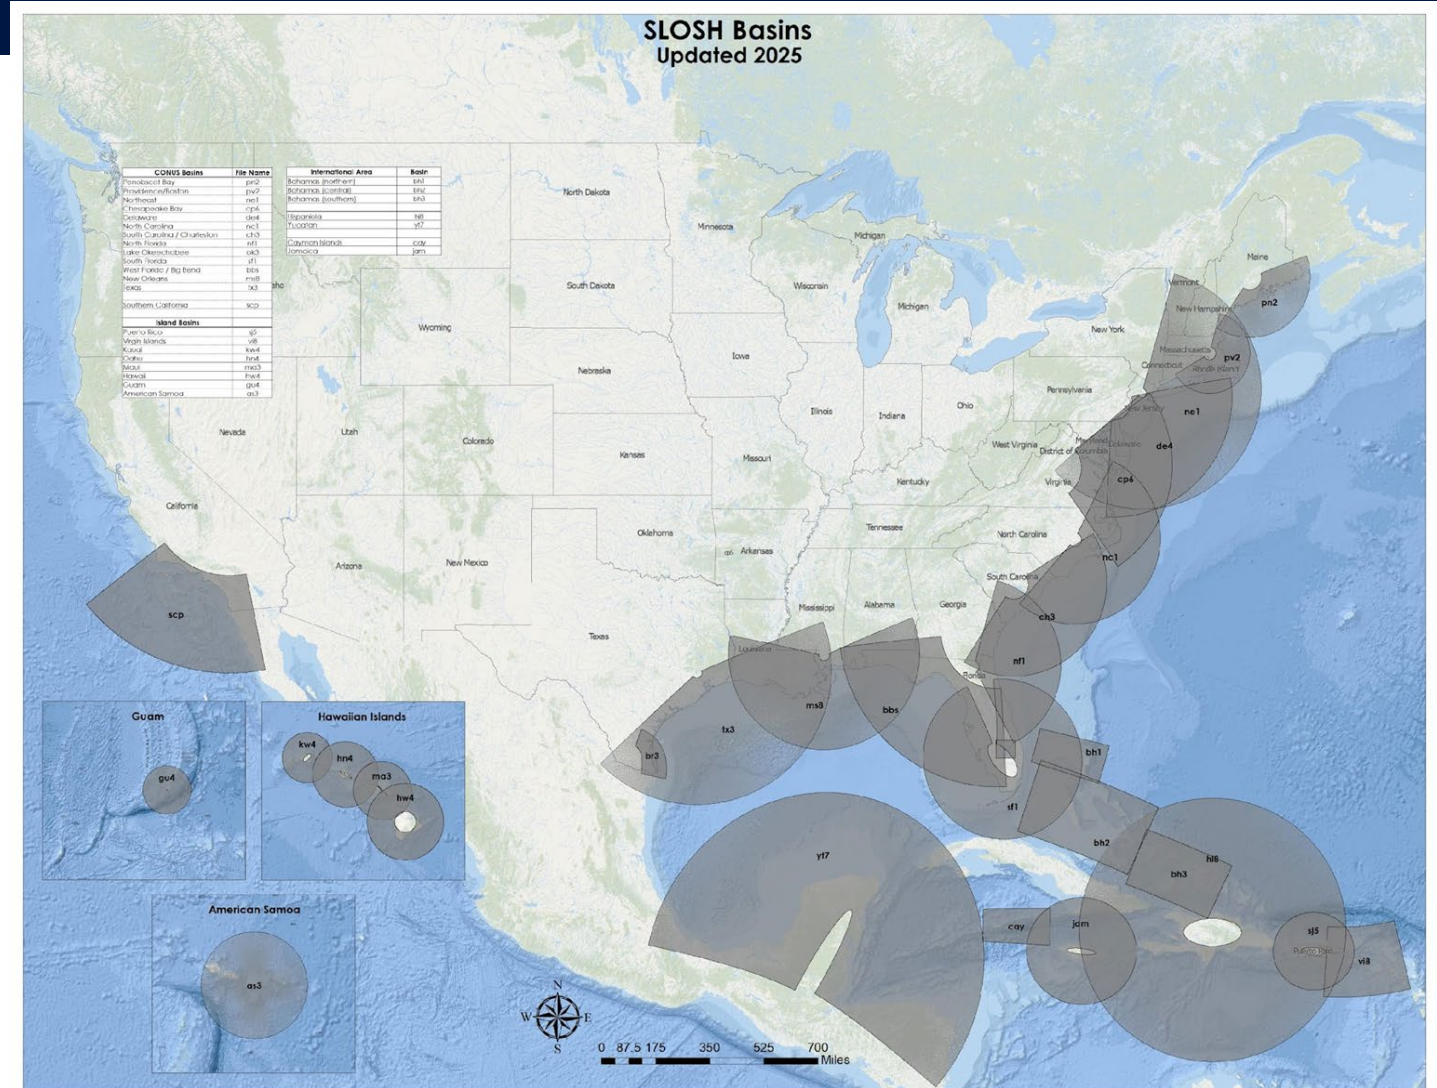 SLOSH Basins
Updated 2025
CONUS Basins File Name
Penobscot Bay pn2
Providence/Boston pv2
Northeast ne1
Chesapeake Bay cp6
Delaware de4
North Carolina nc1
South Carolina / Charleston ch3
North Florida nf1
Lake Okeechobee ok3
South Florida sf1
West Florida / Big Bend bbs
New Orleans ms8
Texas tx3
Southern California scp
Island Basins
Puerto Rico sj5
Virgin Islands vi8
Kauai kw4
Oahu hn4
Maui ma3
Hawaii hw4
Guam gu4
American Samoa as3
International Area Basin
Bahamas (northern) bh1
Bahamas (central) bh2
Bahamas (southern) bh3
Hispaniola hi8
Yucatan yt7
Cayman Islands cay
Jamaica jam
North Dakota
Minnesota
Michigan
Maine
aho
South Dakota
Wisconsin
Vermont
pn2
Michigan
New Hampshire
Wyoming
New York
Iowa
Massachusetts
pv2
Connecticut
Rhode Island
Nebraska
Pennsylvania
Ohio
New Jersey
ne1
Illinois
Indiana
Nevada
Utah
Colorado
West Virginia
Maryland
Delaware
de4
District of Columbia
Kansas
Missouri
Kentucky
Virginia
cp6
California
Tennessee
Oklahoma
North Carolina
cp6
Arkansas
nc1
Arizona
New Mexico
South Carolina
Mississippi
Alabama
Georgia
scp
ch3
Texas
Louisiana
nf1
Florida
ms8
bbs
tx3
br3
bh1
sf1
Guam
gu4
Hawaiian Islands
kw4
hn4
ma3
hw4
bh2
yt7
hi8
bh3
American Samoa
as3
cay
jam
sj5
Puerto Rico
vi8
N
W E
S
0 87.5 175 350 525 700
Miles